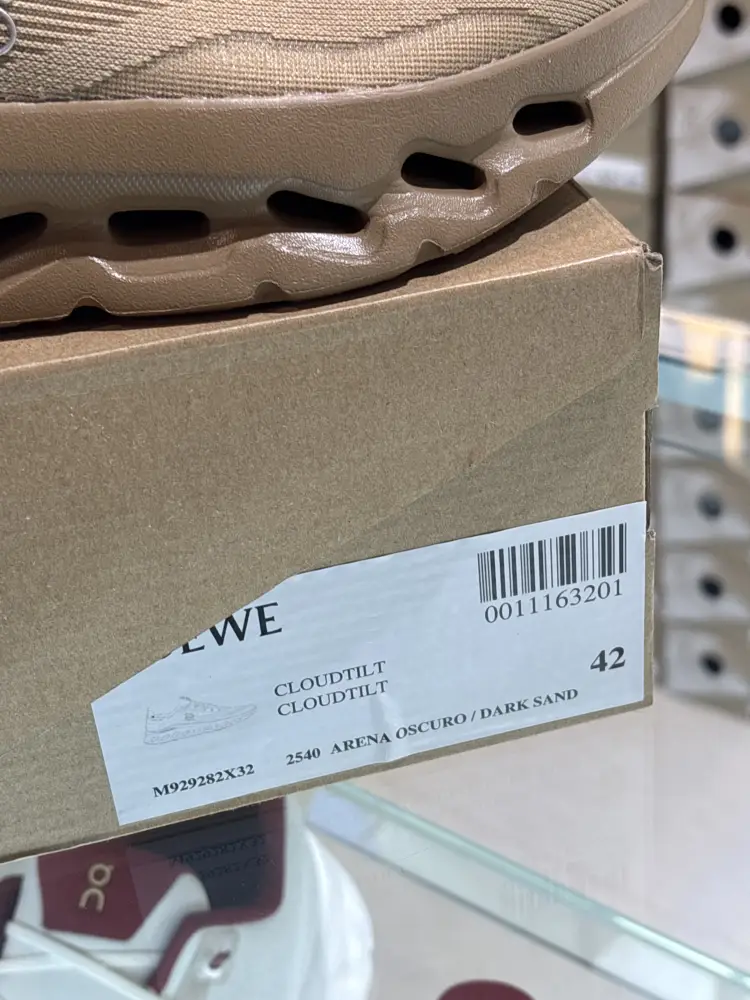 EWE
0011163201
CLOUDTILT
CLOUDTILT
42
2540 ARENA OSCURO / DARK SAND
M929282X32